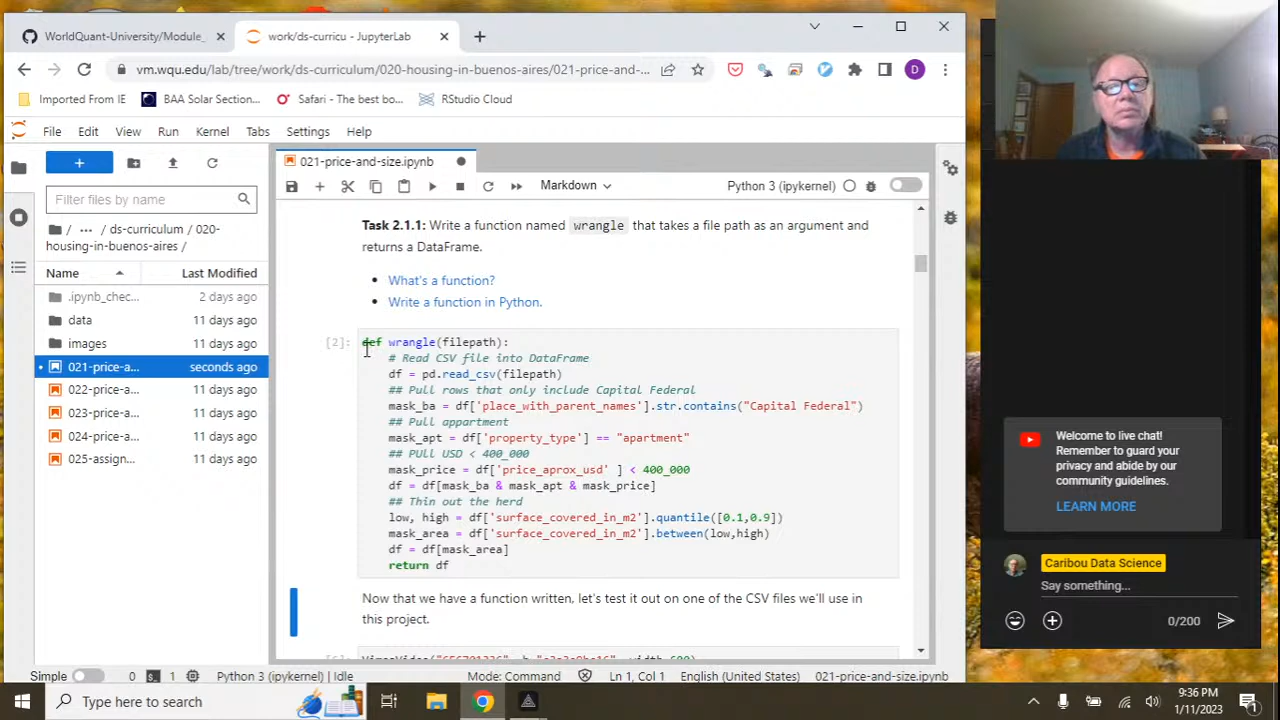 WorldQuant-University/Module_
work/ds-curricu - JupyterLab
vm.wqu.edu/lab/tree/work/ds-curriculum/020-housing-in-buenos-aires/021-price-and-...
D
Imported From IE
BAA Solar Section...
Safari - The best bo...
RStudio Cloud
File Edit View Run Kernel Tabs Settings Help
021-price-and-size.ipynb
Markdown
Python 3 (ipykernel)
Filter files by name
/ ... / ds-curriculum / 020-
housing-in-buenos-aires /
Name Last Modified
.ipynb_chec... 2 days ago
data 11 days ago
images 11 days ago
021-price-a... seconds ago
022-price-a... 11 days ago
023-price-a... 11 days ago
024-price-a... 11 days ago
025-assign... 11 days ago
Task 2.1.1: Write a function named wrangle that takes a file path as an argument and
returns a DataFrame.
• What's a function?
• Write a function in Python.
[2]:
def wrangle(filepath):
# Read CSV file into DataFrame
df = pd.read_csv(filepath)
## Pull rows that only include Capital Federal
mask_ba = df['place_with_parent_names'].str.contains("Capital Federal")
## Pull appartment
mask_apt = df['property_type'] == "apartment"
## PULL USD < 400_000
mask_price = df['price_aprox_usd' ] < 400_000
df = df[mask_ba & mask_apt & mask_price]
## Thin out the herd
low, high = df['surface_covered_in_m2'].quantile([0.1,0.9])
mask_area = df['surface_covered_in_m2'].between(low,high)
df = df[mask_area]
return df
Now that we have a function written, let's test it out on one of the CSV files we'll use in
this project.
Simple 0 1 Python 3 (ipykernel) | Idle Mode: Command Ln 1, Col 1 English (United States) 021-price-and-size.ipynb
Welcome to live chat!
Remember to guard your
privacy and abide by our
community guidelines.
LEARN MORE
Caribou Data Science
Say something...
0/200
Type here to search
9:36 PM
1/11/2023
1